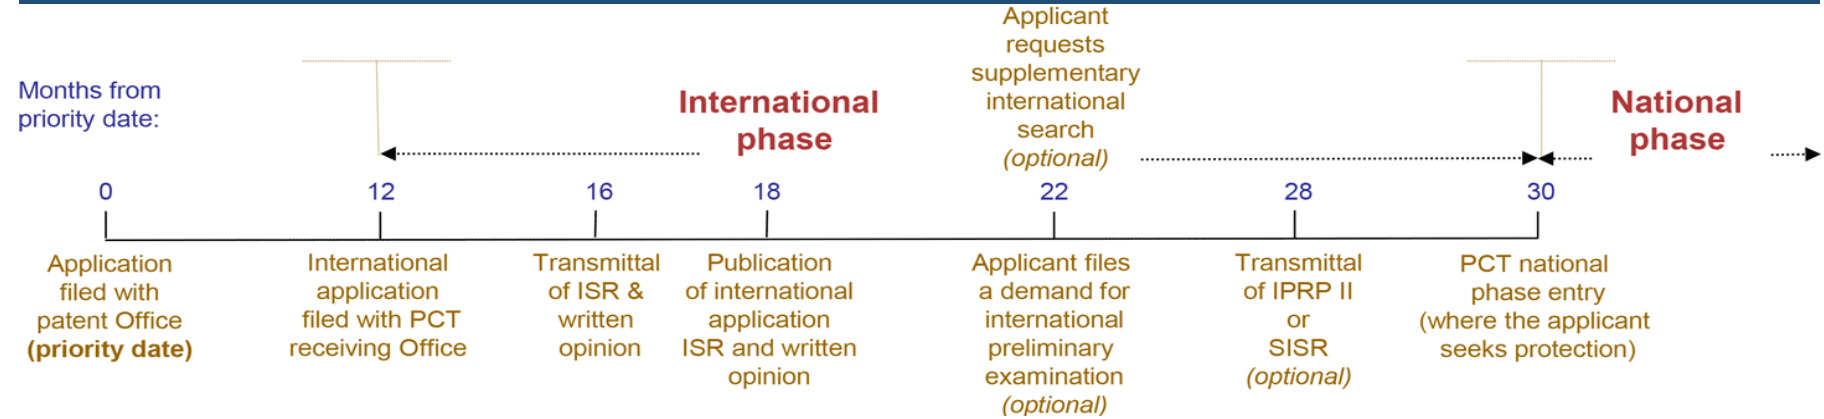 Applicant
requests
supplementary
international
search
(optional)
Months from
priority date:
International
phase
National
phase
0
12
16
18
22
28
30
Application
filed with
patent Office
(priority date)
International
application
filed with PCT
receiving Office
Transmittal
of ISR &
written
opinion
Publication
of international
application
ISR and written
opinion
Applicant files
a demand for
international
preliminary
examination
(optional)
Transmittal
of IPRP II
or
SISR
(optional)
PCT national
phase entry
(where the applicant
seeks protection)